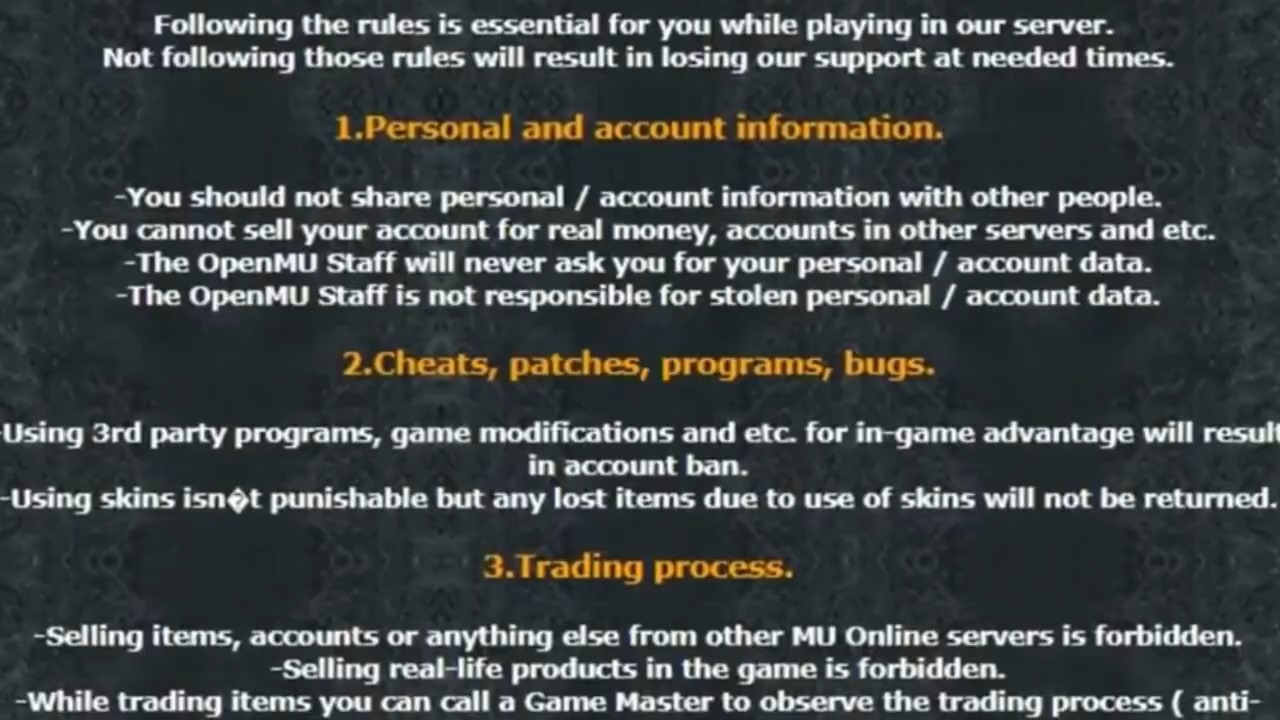 Following the rules is essential for you while playing in our server.
Not following those rules will result in losing our support at needed times.
1.Personal and account information.
-You should not share personal / account information with other people.
-You cannot sell your account for real money, accounts in other servers and etc.
-The OpenMU Staff will never ask you for your personal / account data.
-The OpenMU Staff is not responsible for stolen personal / account data.
2.Cheats, patches, programs, bugs.
-Using 3rd party programs, game modifications and etc. for in-game advantage will result
in account ban.
-Using skins isn�t punishable but any lost items due to use of skins will not be returned.
3.Trading process.
-Selling items, accounts or anything else from other MU Online servers is forbidden.
-Selling real-life products in the game is forbidden.
-While trading items you can call a Game Master to observe the trading process ( anti-